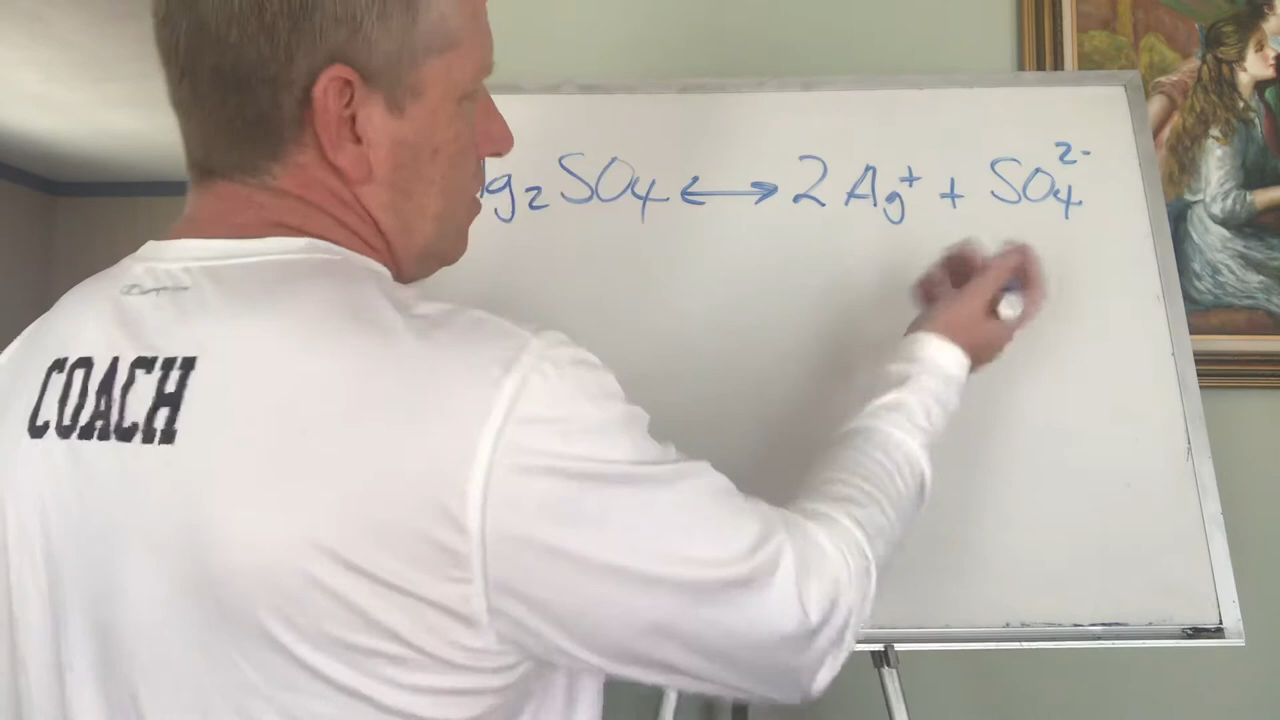 g₂SO₄ ⟷ 2 Ag⁺ + SO₄²⁻
COACH